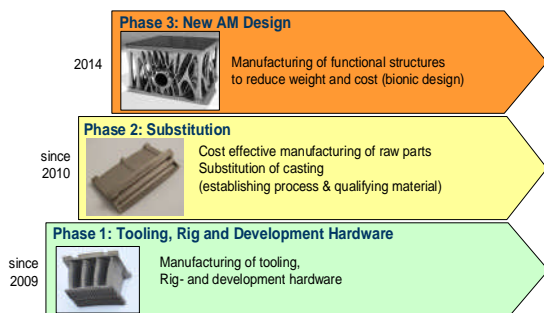 Phase 3: New AM Design
2014
Manufacturing of functional structures
to reduce weight and cost (bionic design)
Phase 2: Substitution
since
2010
Cost effective manufacturing of raw parts
Substitution of casting
(establishing process & qualifying material)
Phase 1: Tooling, Rig and Development Hardware
since
2009
Manufacturing of tooling,
Rig- and development hardware